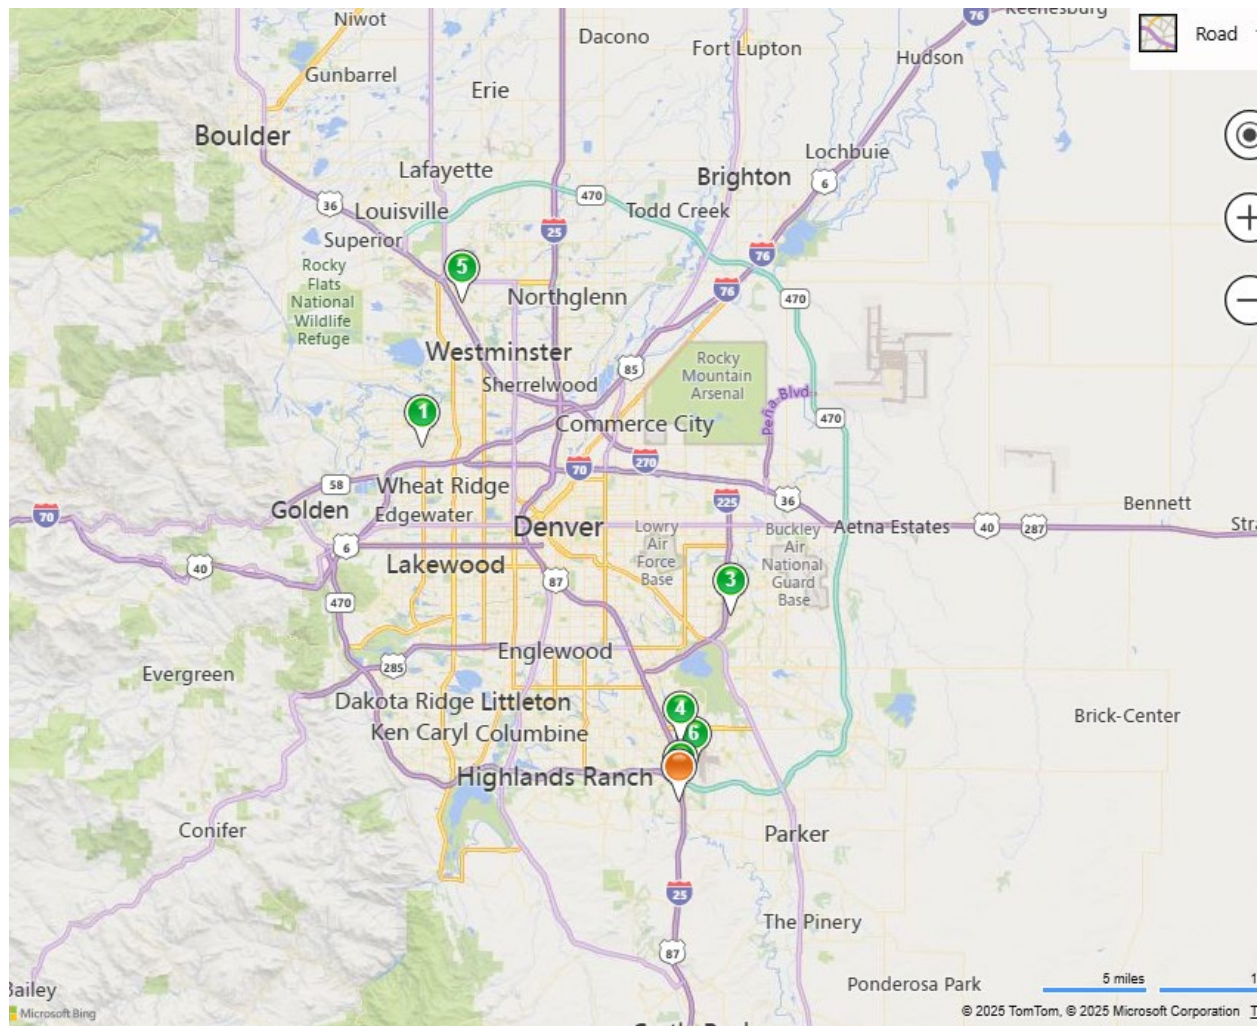 Niwot
Dacono
Fort Lupton
76
Keenesburg
Road
Gunbarrel
Hudson
Erie
Boulder
Lafayette
Lochbuie
Brighton
6
36
Louisville
470
Todd Creek
25
Superior
76
5
Rocky
Flats
National
Wildlife
Refuge
Northglenn
76
470
Westminster
85
Rocky
Mountain
Arsenal
Sherrelwood
Peña Blvd
1
Commerce City
470
70
270
58
Wheat Ridge
225
36
Golden
Edgewater
Bennett
70
Denver
Lowry
Air
Force
Base
Buckley
Air
National
Guard
Base
Aetna Estates
40
287
Stra
6
40
Lakewood
87
3
470
Englewood
285
Evergreen
Dakota Ridge
Littleton
4
Brick-Center
Ken Caryl
Columbine
6
Highlands Ranch
Conifer
Parker
25
The Pinery
87
Ponderosa Park
5 miles
1
Bailey
Microsoft Bing
© 2025 TomTom, © 2025 Microsoft Corporation
T